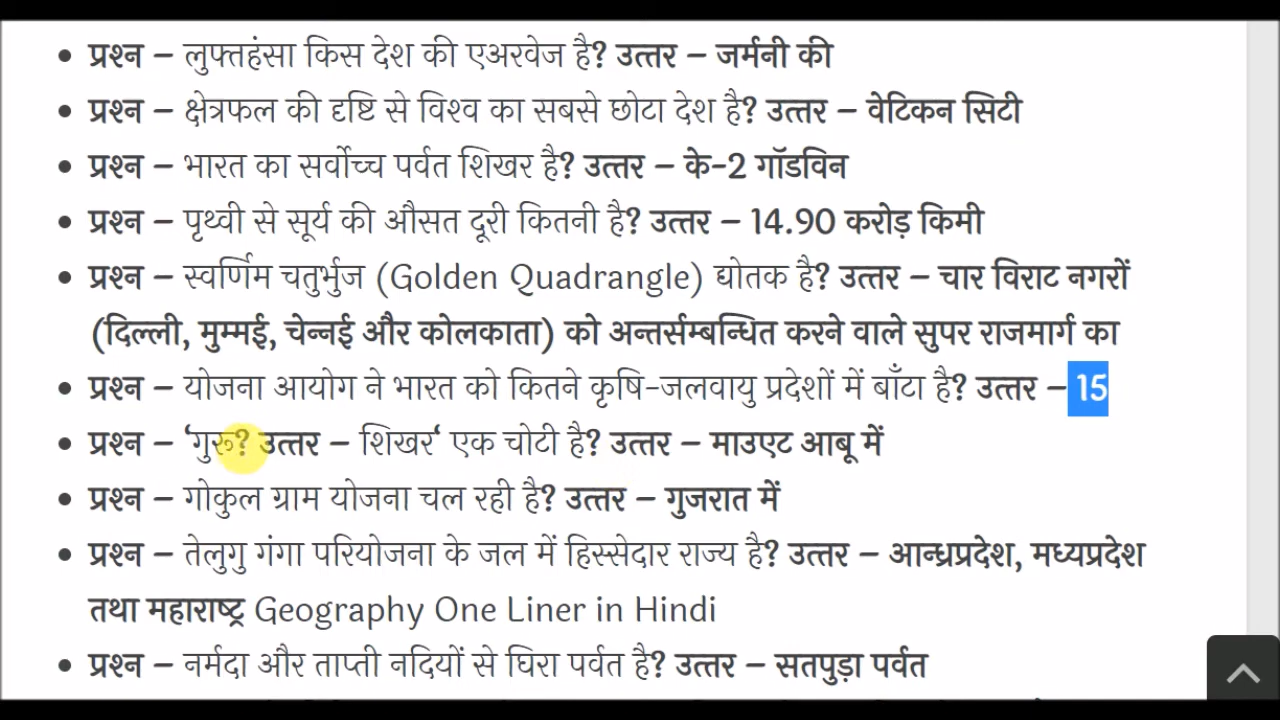 • प्रश्न – लुफ्तहंसा किस देश की एअरवेज है? उत्तर – जर्मनी की
• प्रश्न – क्षेत्रफल की दृष्टि से विश्व का सबसे छोटा देश है? उत्तर – वेटिकन सिटी
• प्रश्न – भारत का सर्वोच्च पर्वत शिखर है? उत्तर – के-2 गॉडविन
• प्रश्न – पृथ्वी से सूर्य की औसत दूरी कितनी है? उत्तर – 14.90 करोड़ किमी
• प्रश्न – स्वर्णिम चतुर्भुज (Golden Quadrangle) द्योतक है? उत्तर – चार विराट नगरों
(दिल्ली, मुम्मई, चेन्नई और कोलकाता) को अन्तर्सम्बन्धित करने वाले सुपर राजमार्ग का
• प्रश्न – योजना आयोग ने भारत को कितने कृषि-जलवायु प्रदेशों में बाँटा है? उत्तर – 15
• प्रश्न – ‘गुरू? उत्तर – शिखर‘ एक चोटी है? उत्तर – माउएट आबू में
• प्रश्न – गोकुल ग्राम योजना चल रही है? उत्तर – गुजरात में
• प्रश्न – तेलुगु गंगा परियोजना के जल में हिस्सेदार राज्य है? उत्तर – आन्ध्रप्रदेश, मध्यप्रदेश
तथा महाराष्ट्र Geography One Liner in Hindi
• प्रश्न – नर्मदा और ताप्ती नदियों से घिरा पर्वत है? उत्तर – सतपुड़ा पर्वत